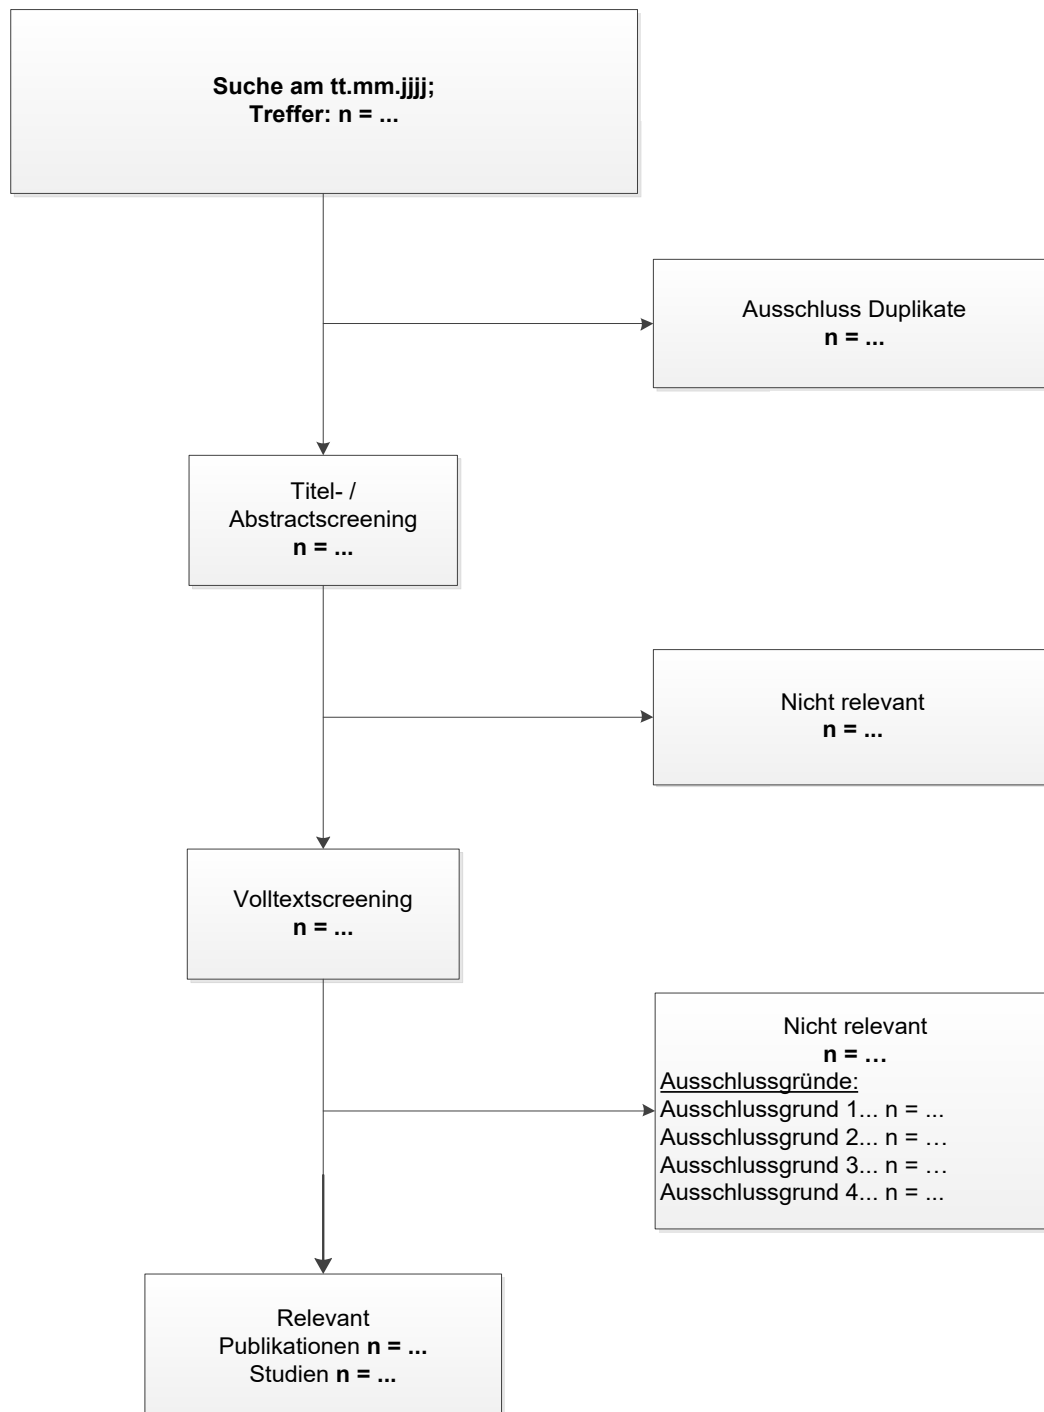 Suche am tt.mm.jjjj;
Treffer: n = ...
Ausschluss Duplikate
n = ...
Titel- /
Abstractscreening
n = ...
Nicht relevant
n = ...
Volltextscreening
n = ...
Nicht relevant
n = …
Ausschlussgründe:
Ausschlussgrund 1... n = ...
Ausschlussgrund 2... n = …
Ausschlussgrund 3... n = …
Ausschlussgrund 4... n = ...
Relevant
Publikationen n = ...
Studien n = ...